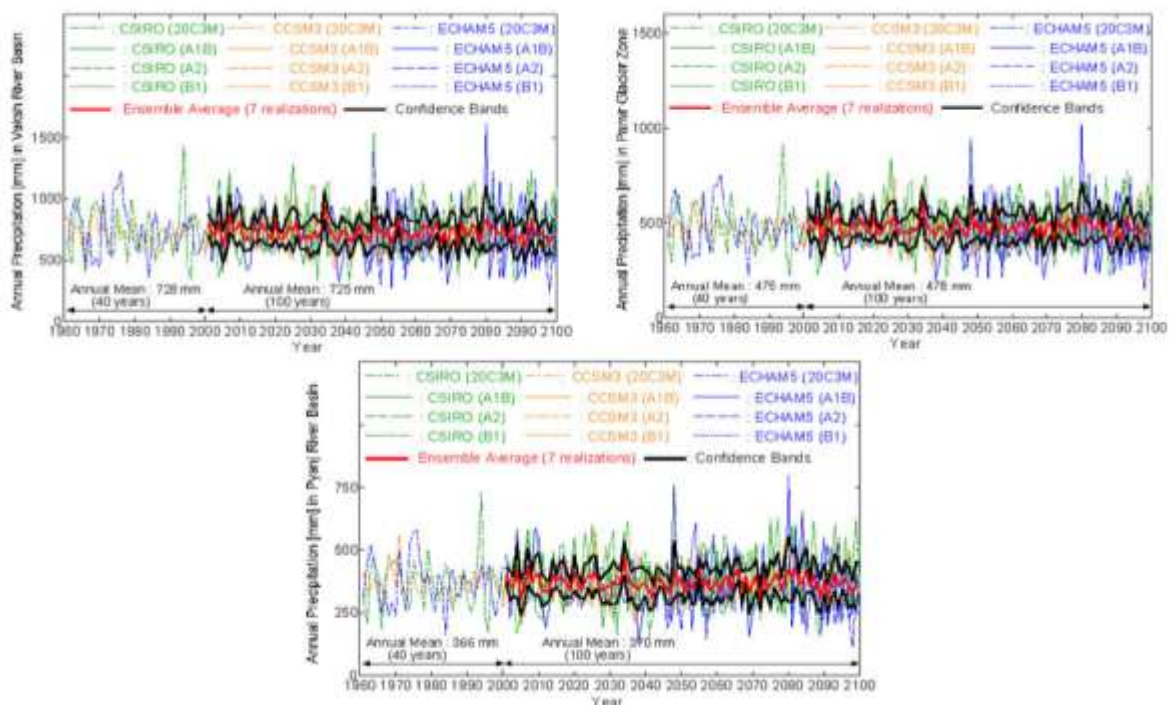 : CSIRO (20C3M) : CCSM3 (20C3M) : ECHAM5 (20C3M)
: CSIRO (A1B) : CCSM3 (A1B) : ECHAM5 (A1B)
: CSIRO (A2) : CCSM3 (A2) : ECHAM5 (A2)
: CSIRO (B1) : CCSM3 (B1) : ECHAM5 (B1)
: Ensemble Average (7 realizations) : Confidence Bands
Annual Precipitation [mm] in River Basin
1500
1000
500
0
Annual Mean : 728 mm
(40 years)
Annual Mean : 725 mm
(100 years)
1960 1970 1980 1990 2000 2010 2020 2030 2040 2050 2060 2070 2080 2090 2100
Year
: CSIRO (20C3M) : CCSM3 (20C3M) : ECHAM5 (20C3M)
: CSIRO (A1B) : CCSM3 (A1B) : ECHAM5 (A1B)
: CSIRO (A2) : CCSM3 (A2) : ECHAM5 (A2)
: CSIRO (B1) : CCSM3 (B1) : ECHAM5 (B1)
: Ensemble Average (7 realizations) : Confidence Bands
Annual Precipitation [mm] in Pamir Glacier Zone
1500
1000
500
0
Annual Mean : mm
(40 years)
Annual Mean : mm
(100 years)
1960 1970 1980 1990 2000 2010 2020 2030 2040 2050 2060 2070 2080 2090 2100
Year
: CSIRO (20C3M) : CCSM3 (20C3M) : ECHAM5 (20C3M)
: CSIRO (A1B) : CCSM3 (A1B) : ECHAM5 (A1B)
: CSIRO (A2) : CCSM3 (A2) : ECHAM5 (A2)
: CSIRO (B1) : CCSM3 (B1) : ECHAM5 (B1)
: Ensemble Average (7 realizations) : Confidence Bands
Annual Precipitation [mm] in Pyanj River Basin
750
500
250
0
Annual Mean : 366 mm
(40 years)
Annual Mean : 370 mm
(100 years)
1960 1970 1980 1990 2000 2010 2020 2030 2040 2050 2060 2070 2080 2090 2100
Year